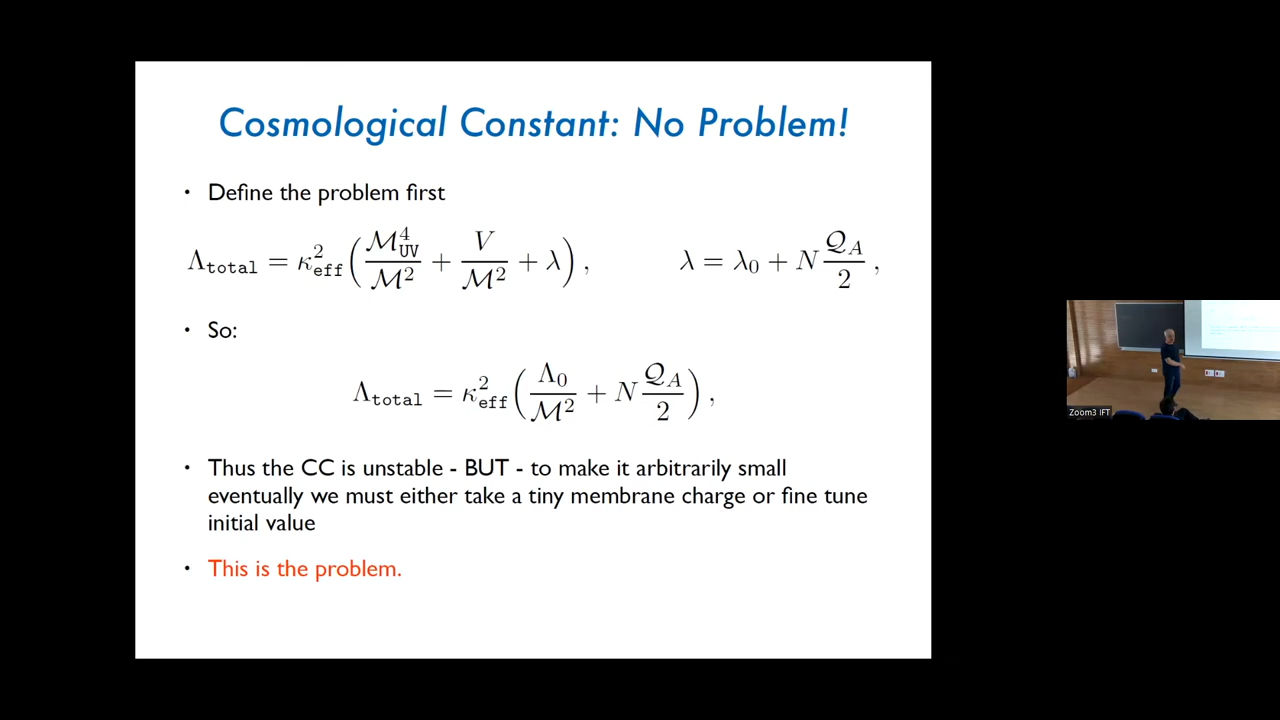 Cosmological Constant: No Problem!
• Define the problem first
Λ_total = κ²_eff ( ℳ⁴_UV / ℳ² + V / ℳ² + λ ) , λ = λ₀ + N 𝒬_A / 2 ,
• So:
Λ_total = κ²_eff ( Λ₀ / ℳ² + N 𝒬_A / 2 ) ,
• Thus the CC is unstable - BUT - to make it arbitrarily small
eventually we must either take a tiny membrane charge or fine tune
initial value
• This is the problem.
Zoom3 IFT